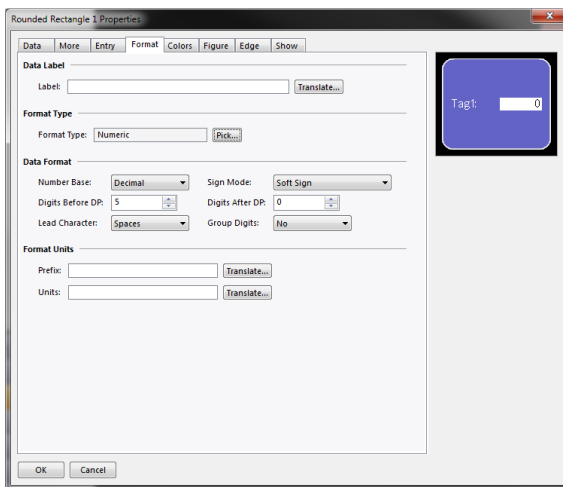 Rounded Rectangle 1 Properties
Data More Entry Format Colors Figure Edge Show
Data Label
Label: Translate...
Format Type
Format Type: Numeric Pick...
Data Format
Number Base: Decimal Sign Mode: Soft Sign
Digits Before DP: 5 Digits After DP: 0
Lead Character: Spaces Group Digits: No
Format Units
Prefix: Translate...
Units: Translate...
Tag1: 0
OK Cancel